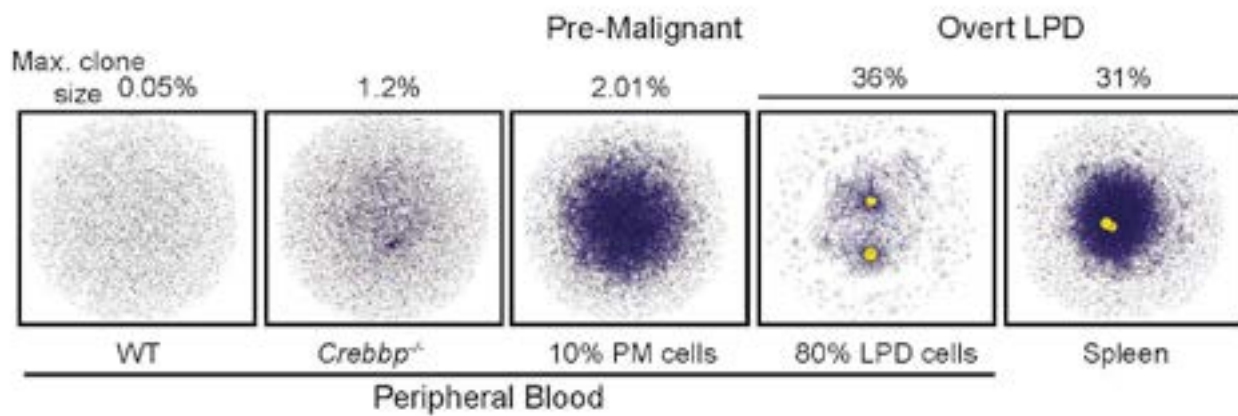 Pre-Malignant Overt LPD
Max. clone
size 0.05% 1.2% 2.01% 36% 31%
WT Crebbp-/- 10% PM cells 80% LPD cells Spleen
Peripheral Blood